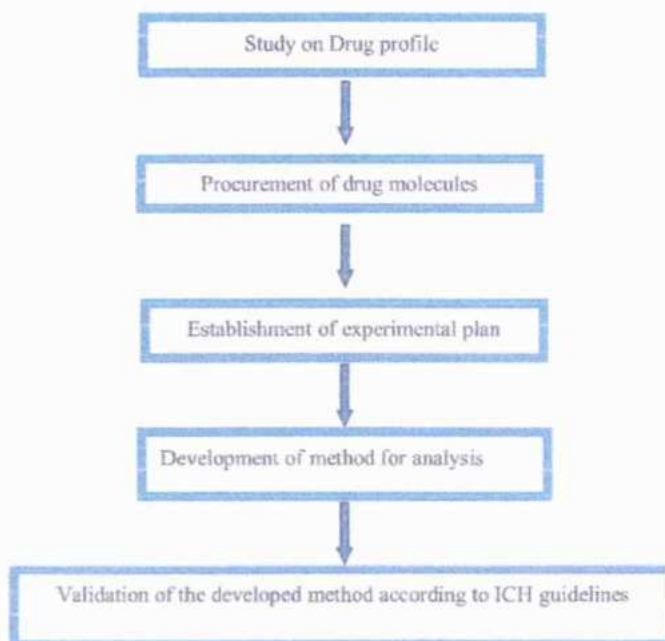 Study on Drug profile
Procurement of drug molecules
Establishment of experimental plan
Development of method for analysis
Validation of the developed method according to ICH guidelines